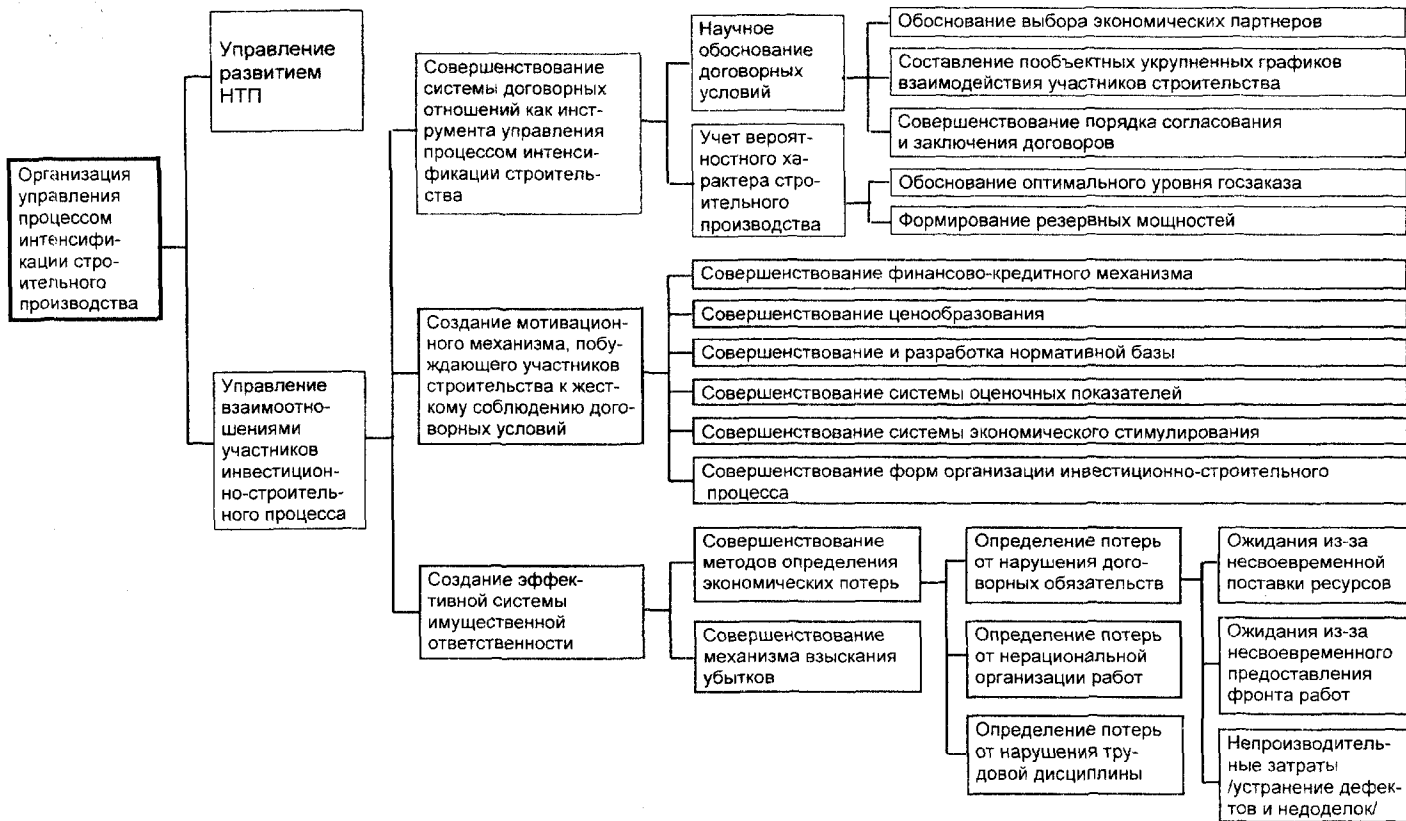 Организация
управления
процессом
интенсифи-
кации стро-
ительного
производства
Управление
развитием
НТП
Управление
взаимоотно-
шениями
участников
инвестицион-
но-строитель-
ного процесса
Совершенствование
системы договорных
отношений как инст-
румента управления
процессом интенси-
фикации строительс-
тва
Создание мотивацион-
ного механизма, побу-
ждающего участников
строительства к жест-
кому соблюдению дого-
ворных условий
Создание эффек-
тивной системы
имущественной
ответственности
Научное
обоснование
договорных
условий
Учет вероят-
ностного ха-
рактера стро-
ительного
производства
Обоснование выбора экономических партнеров
Составление пообъектных укрупненных графиков
взаимодействия участников строительства
Совершенствование порядка согласования
и заключения договоров
Обоснование оптимального уровня госзаказа
Формирование резервных мощностей
Совершенствование финансово-кредитного механизма
Совершенствование ценообразования
Совершенствование и разработка нормативной базы
Совершенствование системы оценочных показателей
Совершенствование системы экономического стимулирования
Совершенствование форм организации инвестиционно-строительного
процесса
Совершенствование
методов определения
экономических потерь
Совершенствование
механизма взыскания
убытков
Определение потерь
от нарушения дого-
ворных обязательств
Определение потерь
от нерациональной
организации работ
Определение потерь
от нарушения тру-
довой дисциплины
Ожидания из-за
несвоевременной
поставки ресурсов
Ожидания из-за
несвоевременного
предоставления
фронта работ
Непроизводитель-
ные затраты
/устранение дефек-
тов и недоделок/